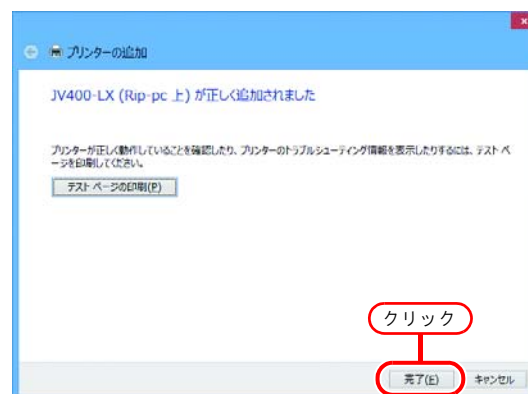 プリンターの追加
JV400-LX (Rip-pc 上) が正しく追加されました
プリンターが正しく動作していることを確認したり、プリンターのトラブルシューティング情報を表示したりするには、テスト ペ
ージを印刷してください。
テスト ページの印刷(P)
クリック
完了(F)
キャンセル